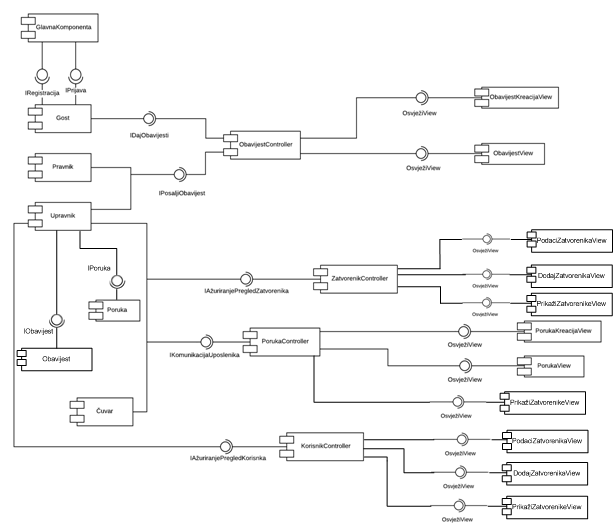 GlavnaKomponenta
IRegistracija
IPrijava
Gost
IDajObavijesti
ObavijestController
OsvježiView
ObavijestKreacijaView
OsvježiView
ObavijestView
Pravnik
IPosaljiObavijest
Upravnik
IPoruka
Poruka
IObavijest
Obavijest
IAžuriranjePregledZatvorenika
ZatvorenikController
OsvježiView
PodaciZatvorenikaView
OsvježiView
DodajZatvorenikaView
OsvježiView
PrikažiZatvorenikeView
IKomunikacijaUposlenika
PorukaController
OsvježiView
PorukaKreacijaView
OsvježiView
PorukaView
OsvježiView
PrikažiZatvorenikeView
Čuvar
IAžuriranjePregledKorisnka
KorisnikController
OsvježiView
PodaciZatvorenikaView
OsvježiView
DodajZatvorenikaView
OsvježiView
PrikažiZatvorenikeView